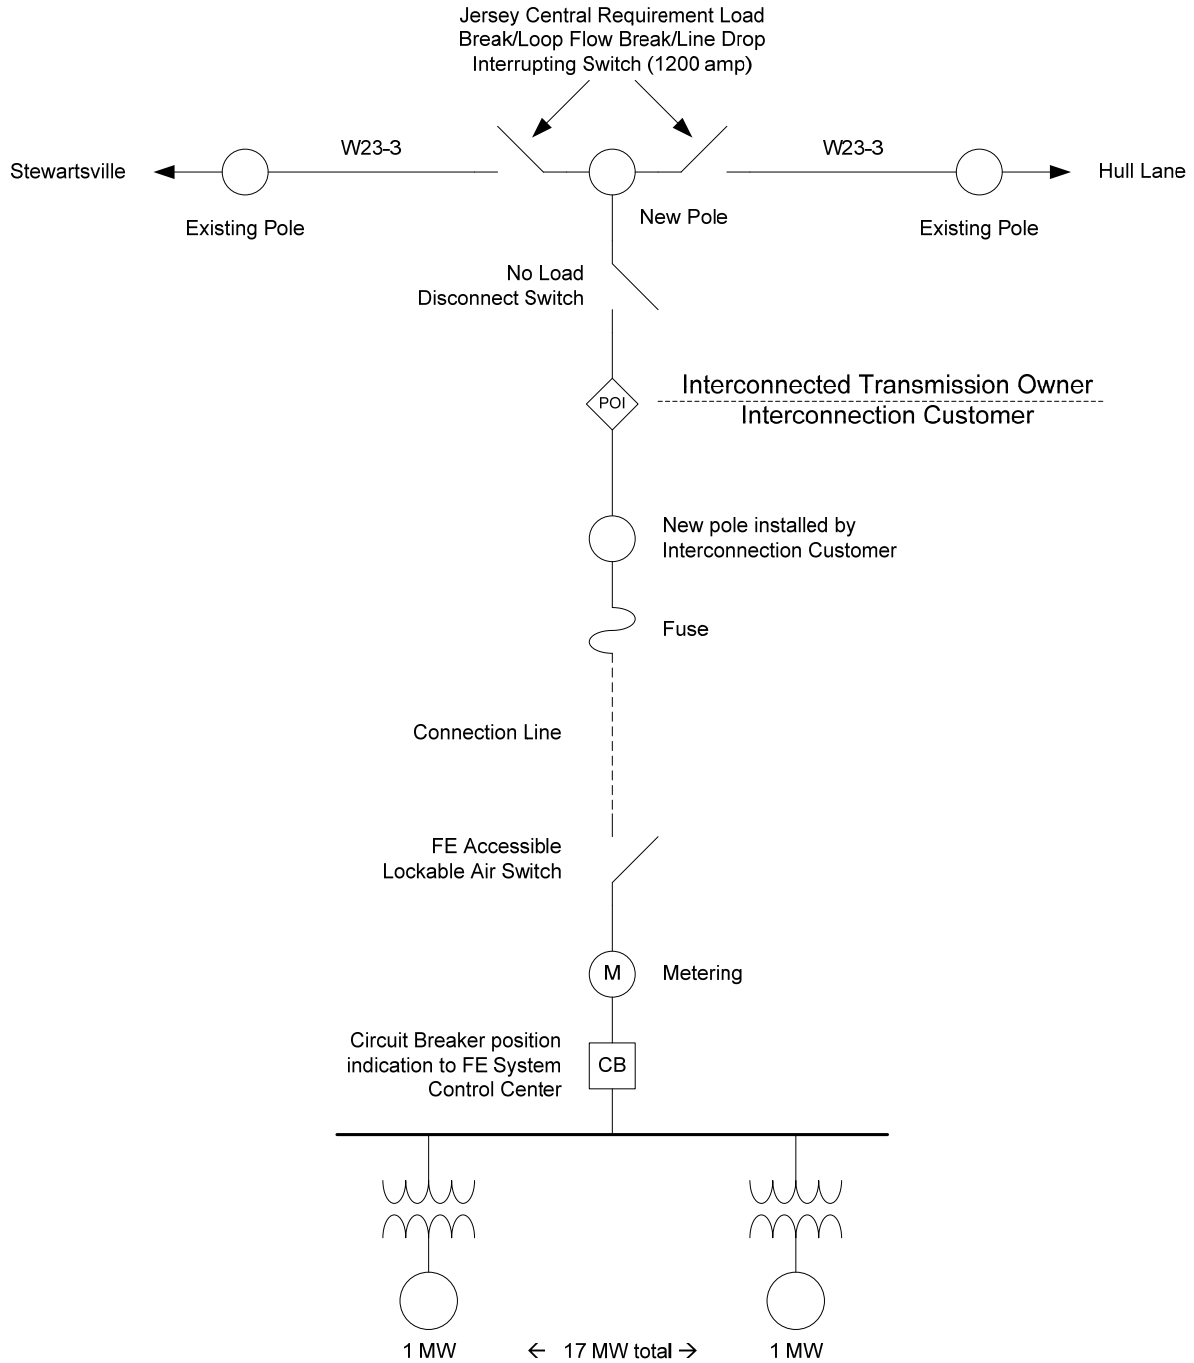 Jersey Central Requirement Load
Break/Loop Flow Break/Line Drop
Interrupting Switch (1200 amp)
W23-3
W23-3
Stewartsville
Hull Lane
Existing Pole
New Pole
Existing Pole
No Load
Disconnect Switch
POI
Interconnected Transmission Owner
Interconnection Customer
New pole installed by
Interconnection Customer
Fuse
Connection Line
FE Accessible
Lockable Air Switch
M
Metering
Circuit Breaker position
indication to FE System
Control Center
CB
1 MW
← 17 MW total →
1 MW